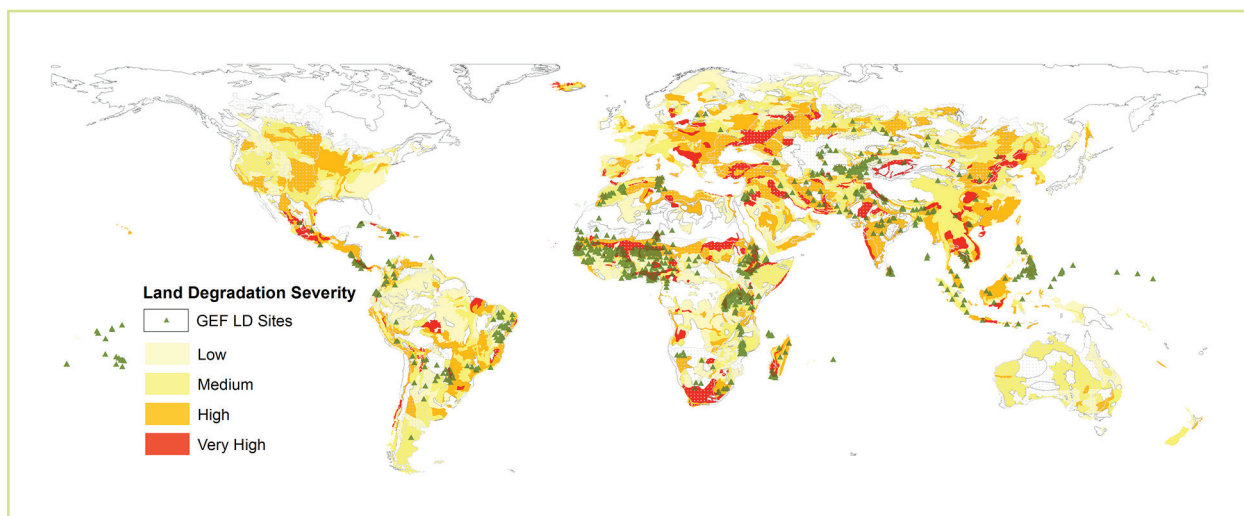 Land Degradation Severity
GEF LD Sites
Low
Medium
High
Very High